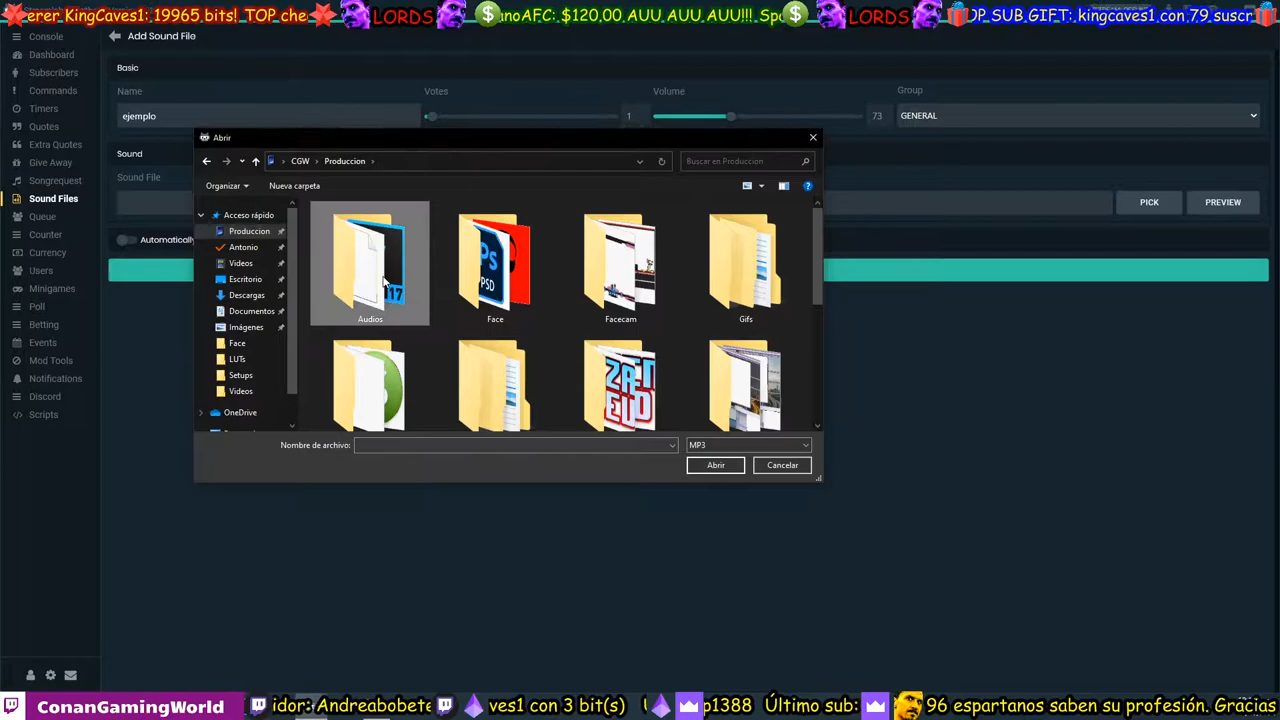 erer KingCaves1: 19965 bits! TOP che LORDS anoAFC: $120,00 AUU, AUU, AUU!!! LORDS OP SUB GIFT: kingcaves1 con 79 suscr
Console
Add Sound File
Dashboard
Basic
Subscribers
Commands
Name
Votes
Volume
Group
Timers
ejemplo
1
73
GENERAL
Quotes
Extra Quotes
Abrir
Sound
Give Away
CGW > Produccion >
Buscar en Produccion
Songrequest
Sound File
Organizar
Nueva carpeta
Sound Files
PICK
PREVIEW
Queue
Acceso rápido
Counter
Produccion
Automatically
Currency
Antonio
Users
Videos
Minigames
Escritorio
Poll
Descargas
Betting
Documentos
Events
Imágenes
Mod Tools
Face
Notifications
LUTs
Discord
Setups
Scripts
Videos
OneDrive
17
PS
PSD
Audios
Face
Facecam
Gifs
Nombre de archivo:
MP3
Abrir
Cancelar
ConanGamingWorld
idor: Andreabobete
ves1 con 3 bit(s)
p1388
Último sub:
96 espartanos saben su profesión. Gracias